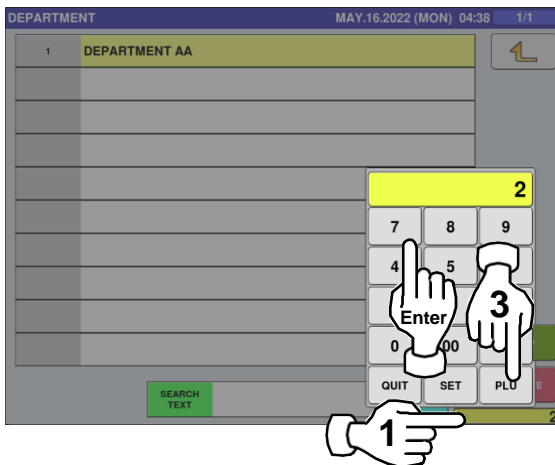 DEPARTMENT MAY.16.2022 (MON) 04:38 1/1
1 DEPARTMENT AA
2
7 8 9
4 5
Enter 3
0 00
QUIT SET PLU E
SEARCH
TEXT
2
1